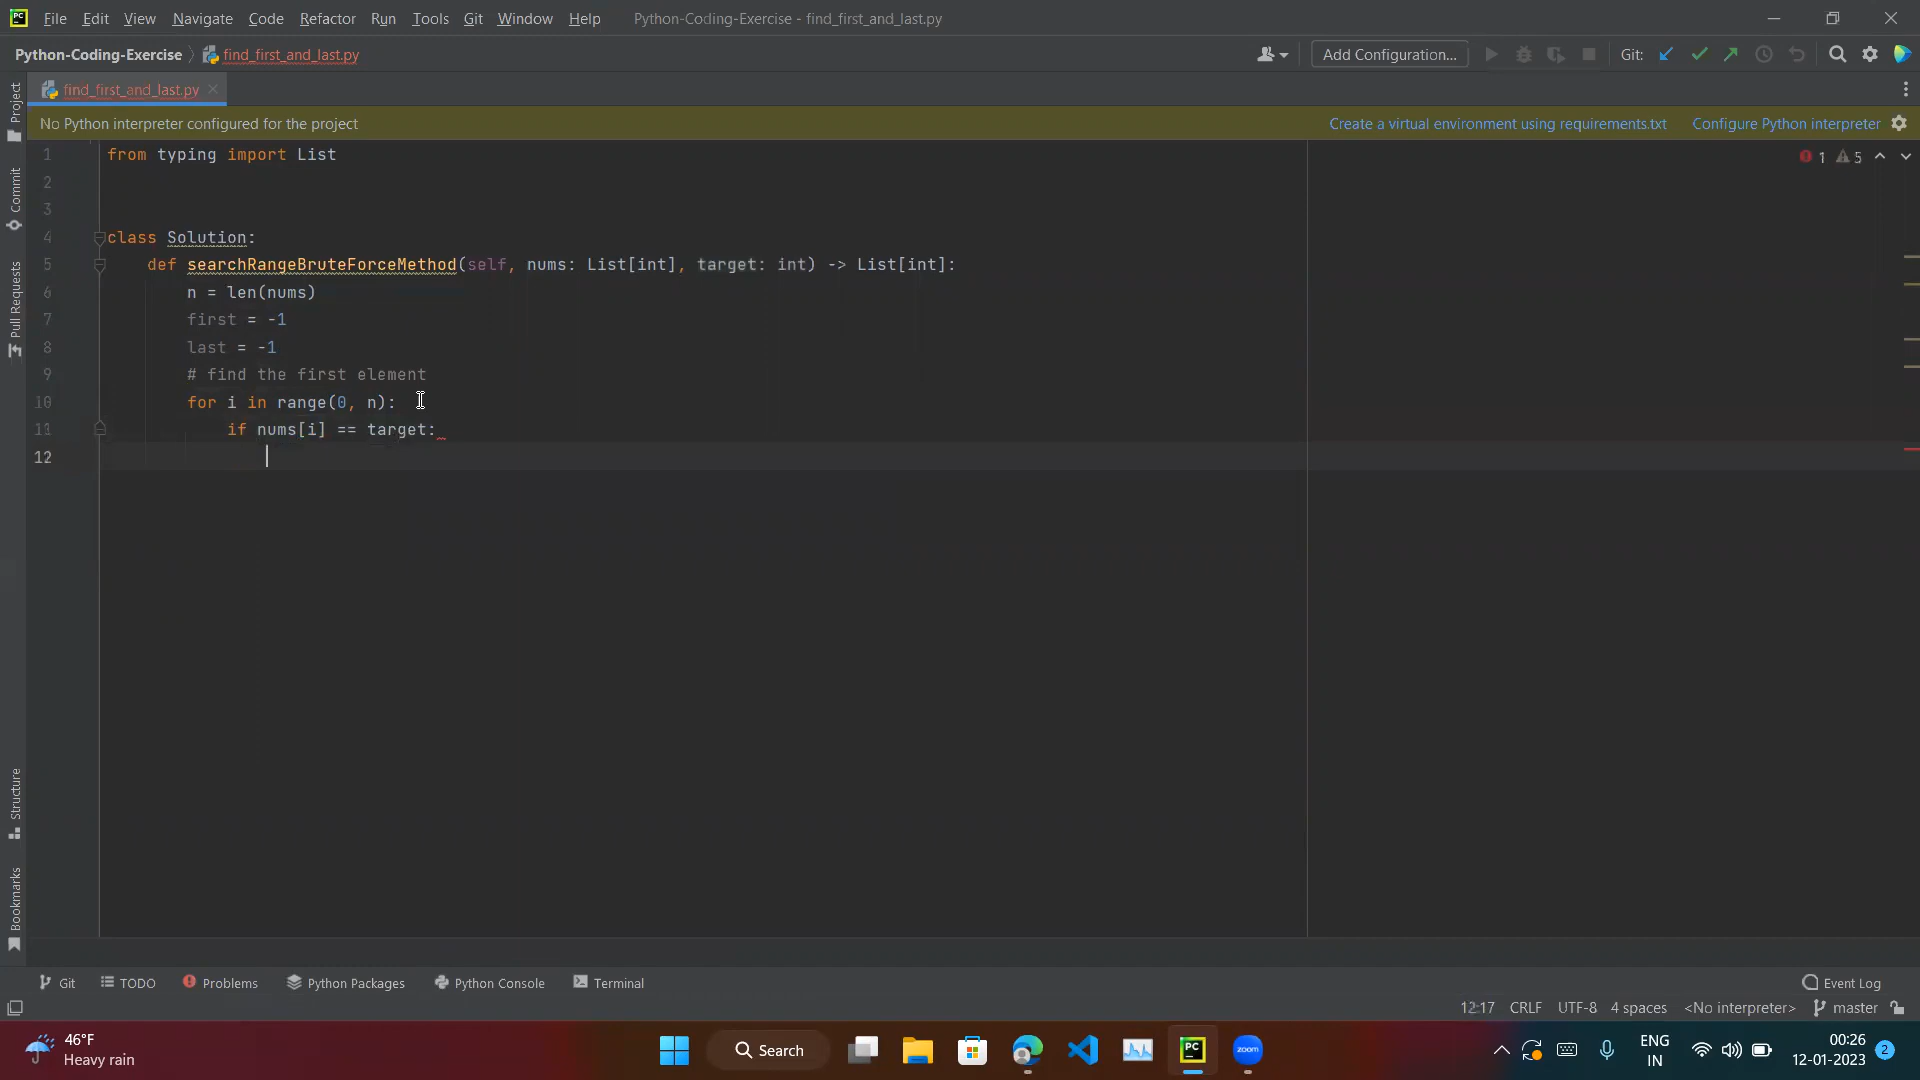 File Edit View Navigate Code Refactor Run Tools Git Window Help Python-Coding-Exercise - find_first_and_last.py
Python-Coding-Exercise find_first_and_last.py Add Configuration... Git:
find_first_and_last.py
No Python interpreter configured for the project Create a virtual environment using requirements.txt Configure Python interpreter
1 from typing import List 1 5
2
3
4 class Solution:
5 def searchRangeBruteForceMethod(self, nums: List[int], target: int) -> List[int]:
6 n = len(nums)
7 first = -1
8 last = -1
9 # find the first element
10 for i in range(0, n):
11 if nums[i] == target:
12
Project
Commit
Pull Requests
Structure
Bookmarks
Git TODO Problems Python Packages Python Console Terminal Event Log
12:17 CRLF UTF-8 4 spaces <No interpreter> master
46°F
Heavy rain
Search
PC
zoom
ENG
IN
00:26
12-01-2023
2